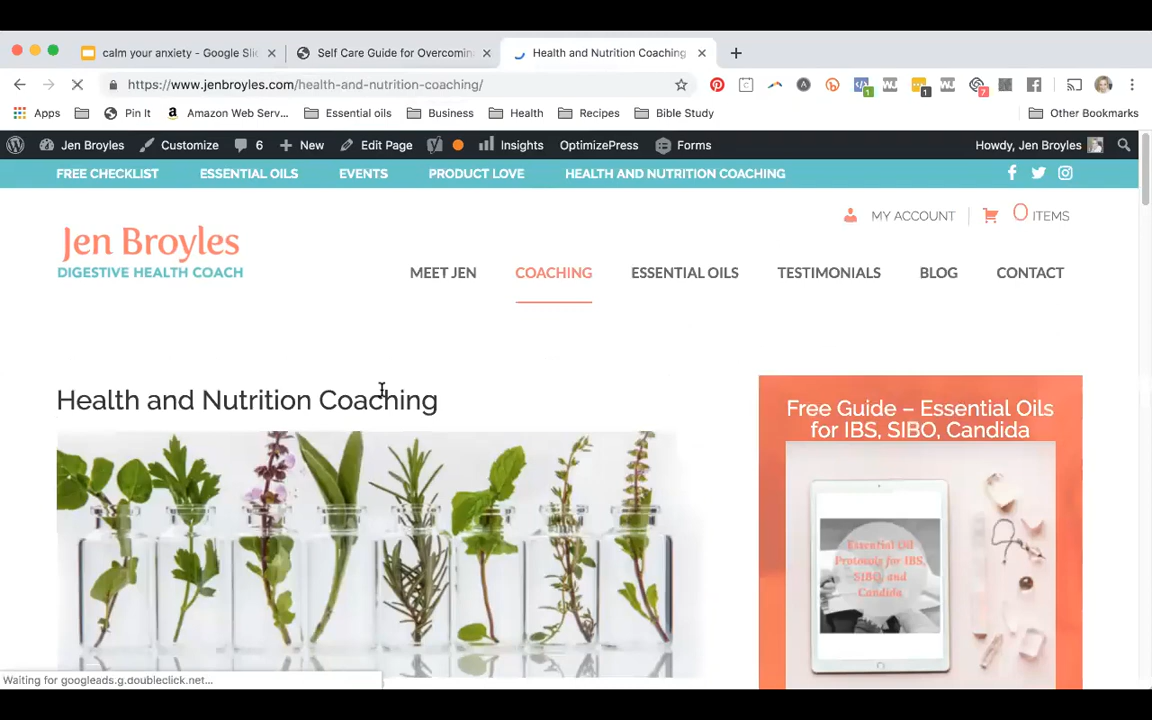 calm your anxiety - Google Slid
Self Care Guide for Overcomin
Health and Nutrition Coaching
https://www.jenbroyles.com/health-and-nutrition-coaching/
1
1
7
Apps
Pin It
Amazon Web Serv...
Essential oils
Business
Health
Recipes
Bible Study
Other Bookmarks
Jen Broyles
Customize
6
New
Edit Page
Insights
OptimizePress
Forms
Howdy, Jen Broyles
FREE CHECKLIST
ESSENTIAL OILS
EVENTS
PRODUCT LOVE
HEALTH AND NUTRITION COACHING
MY ACCOUNT
0 ITEMS
Jen Broyles
DIGESTIVE HEALTH COACH
MEET JEN
COACHING
ESSENTIAL OILS
TESTIMONIALS
BLOG
CONTACT
Health and Nutrition Coaching
Free Guide – Essential Oils
for IBS, SIBO, Candida
Essential Oil
Protocols for IBS,
SIBO, and
Candida
Waiting for googleads.g.doubleclick.net...